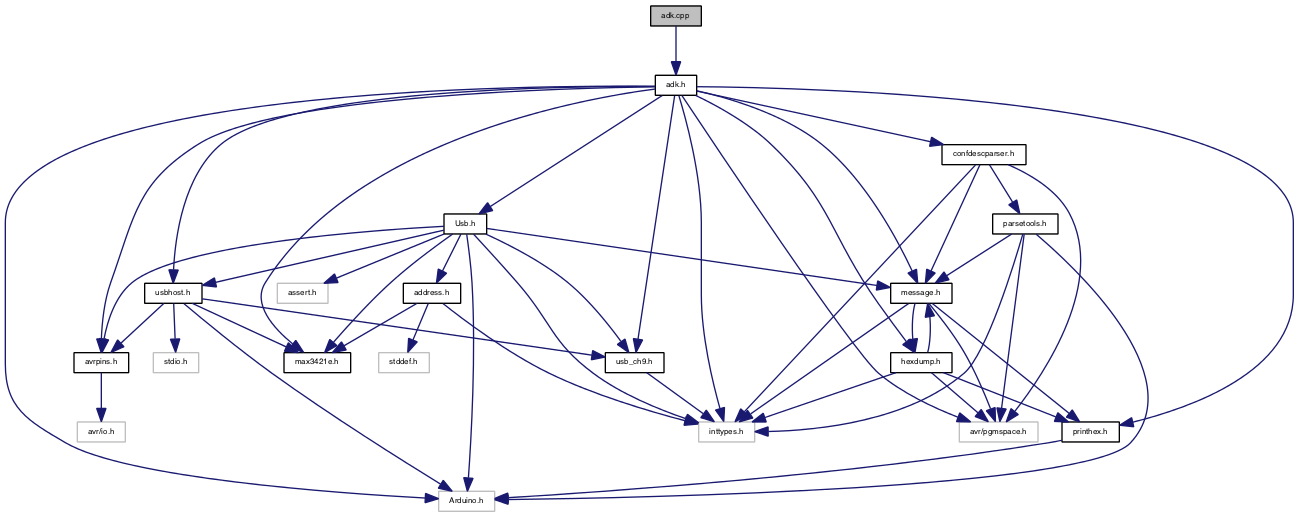 adk.cpp
adk.h
confdescparser.h
Usb.h
parsetools.h
usbhost.h
assert.h
address.h
message.h
avrpins.h
stdio.h
max3421e.h
stddef.h
usb_ch9.h
hexdump.h
avr/io.h
inttypes.h
avr/pgmspace.h
printhex.h
Arduino.h